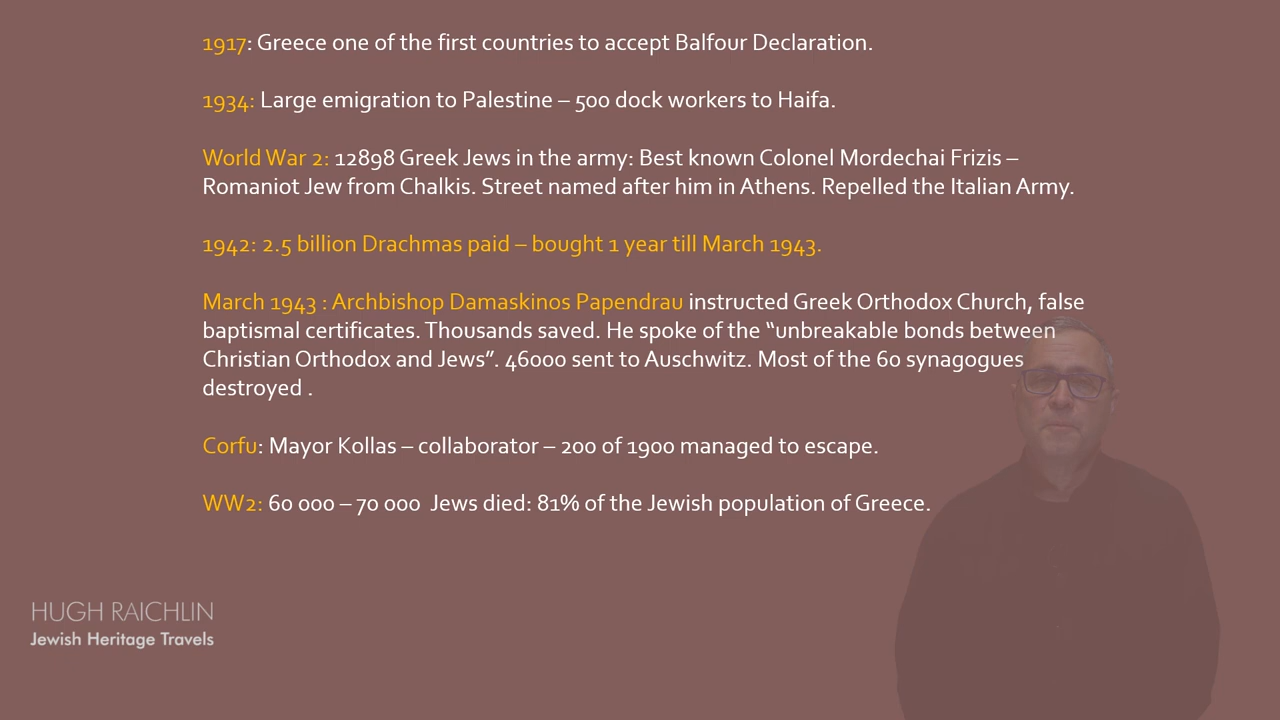 1917: Greece one of the first countries to accept Balfour Declaration.
1934: Large emigration to Palestine – 500 dock workers to Haifa.
World War 2: 12898 Greek Jews in the army: Best known Colonel Mordechai Frizis –
Romaniot Jew from Chalkis. Street named after him in Athens. Repelled the Italian Army.
1942: 2.5 billion Drachmas paid – bought 1 year till March 1943.
March 1943 : Archbishop Damaskinos Papendrau instructed Greek Orthodox Church, false
baptismal certificates. Thousands saved. He spoke of the “unbreakable bonds between
Christian Orthodox and Jews”. 46000 sent to Auschwitz. Most of the 60 synagogues
destroyed .
Corfu: Mayor Kollas – collaborator – 200 of 1900 managed to escape.
WW2: 60 000 – 70 000  Jews died: 81% of the Jewish population of Greece.
HUGH RAICHLIN
Jewish Heritage Travels